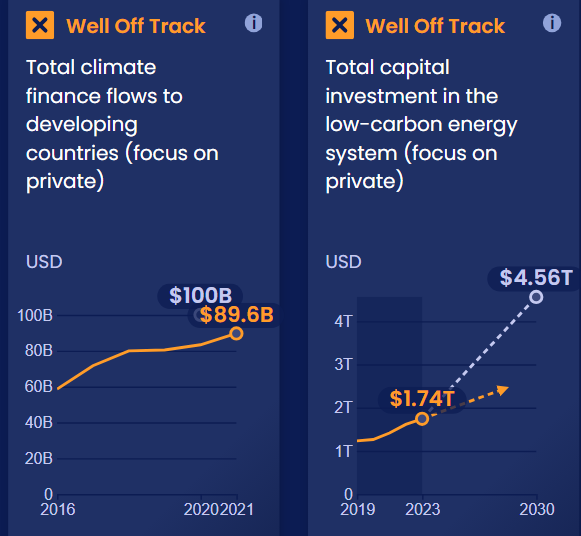 Well Off Track
Total climate
finance flows to
developing
countries (focus on
private)
USD
$100B
$89.6B
100B
80B
60B
40B
20B
0
2016
2020
2021
Well Off Track
Total capital
investment in the
low-carbon energy
system (focus on
private)
USD
$4.56T
4T
3T
$1.74T
2T
1T
0
2019
2023
2030